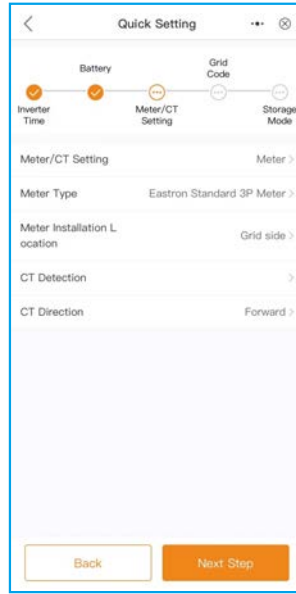 Quick Setting
Battery
Grid
Code
Inverter
Time
Meter/CT
Setting
Storage
Mode
Meter/CT Setting Meter
Meter Type Eastron Standard 3P Meter
Meter Installation L
ocation
Grid side
CT Detection
CT Direction Forward
Back Next Step